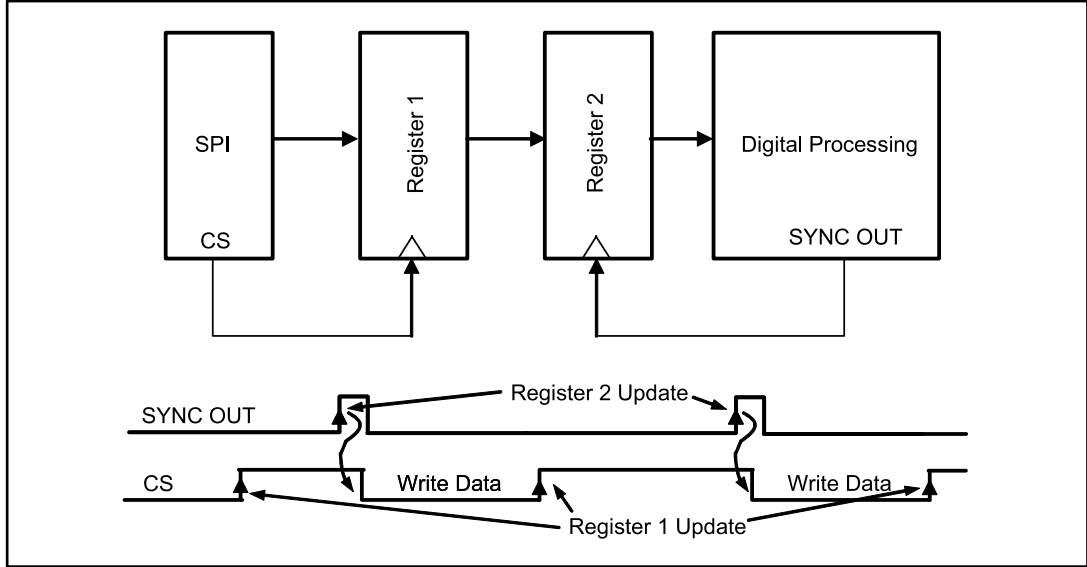 SPI
CS
Register 1
Register 2
Digital Processing
SYNC OUT
Register 2 Update
SYNC OUT
CS
Write Data
Write Data
Register 1 Update